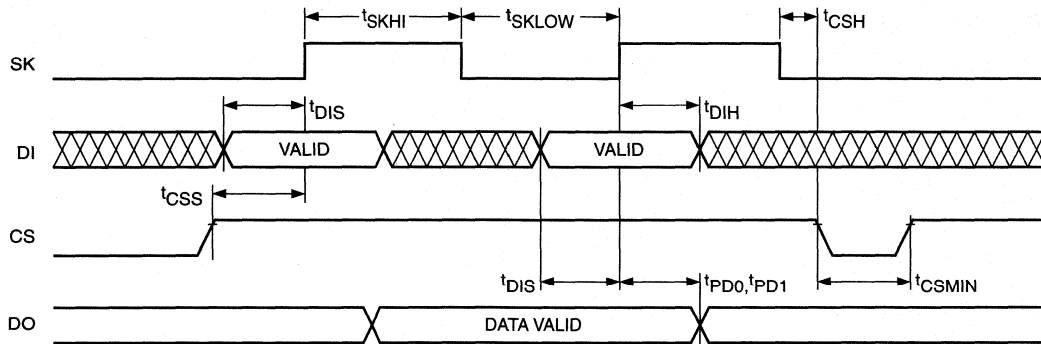 tSKHI
tSKLOW
tCSH
SK
tDIS
tDIH
DI
VALID
VALID
tCSS
CS
tDIS
tPD0,tPD1
tCSMIN
DO
DATA VALID